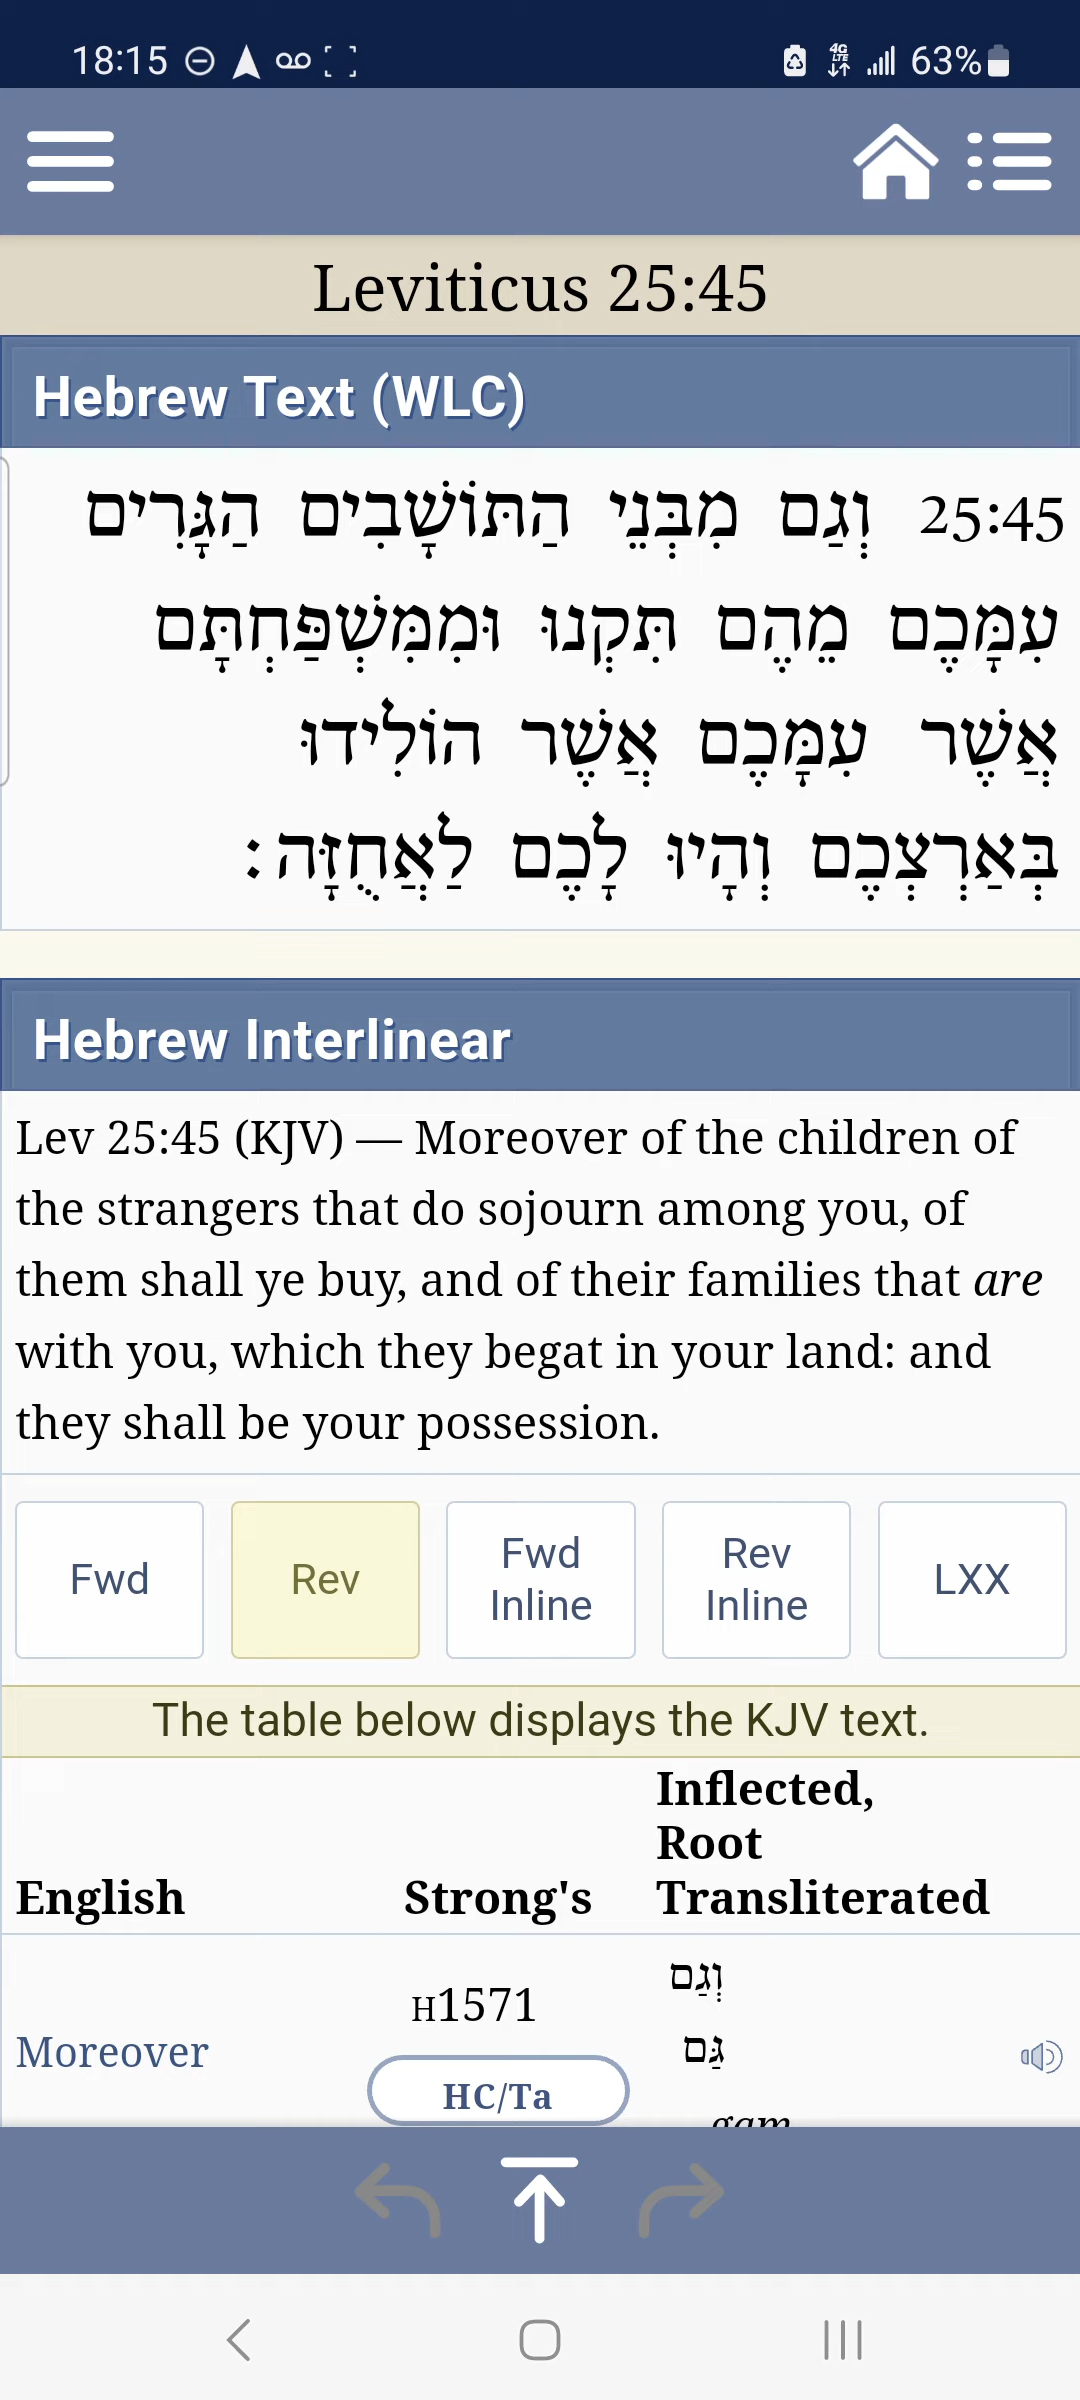 18:15 4G LTE 63%
Leviticus 25:45
Hebrew Text (WLC)
25:45 וְגַם מִבְּנֵי הַתּוֹשָׁבִים הַגָּרִים
עִמָּכֶם מֵהֶם תִּקְנוּ וּמִמִּשְׁפַּחְתָּם
אֲשֶׁר עִמָּכֶם אֲשֶׁר הוֹלִידוּ
בְּאַרְצְכֶם וְהָיוּ לָכֶם לַאֲחֻזָּה׃
Hebrew Interlinear
Lev 25:45 (KJV) — Moreover of the children of
the strangers that do sojourn among you, of
them shall ye buy, and of their families that are
with you, which they begat in your land: and
they shall be your possession.
Fwd
Rev
Fwd
Inline
Rev
Inline
LXX
The table below displays the KJV text.
English
Strong's
Inflected,
Root
Transliterated
Moreover
H1571
HC/Ta
וְגַם
גַּם
gam